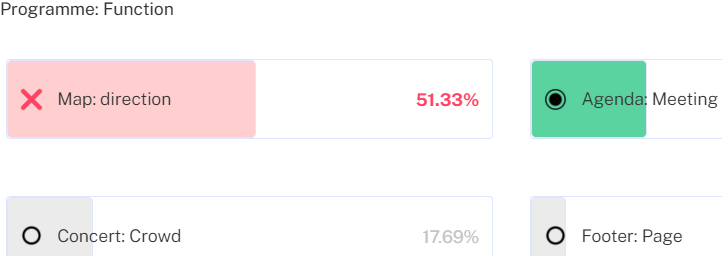 Programme: Function
Map: direction
51.33%
Agenda: Meeting
Concert: Crowd
17.69%
Footer: Page